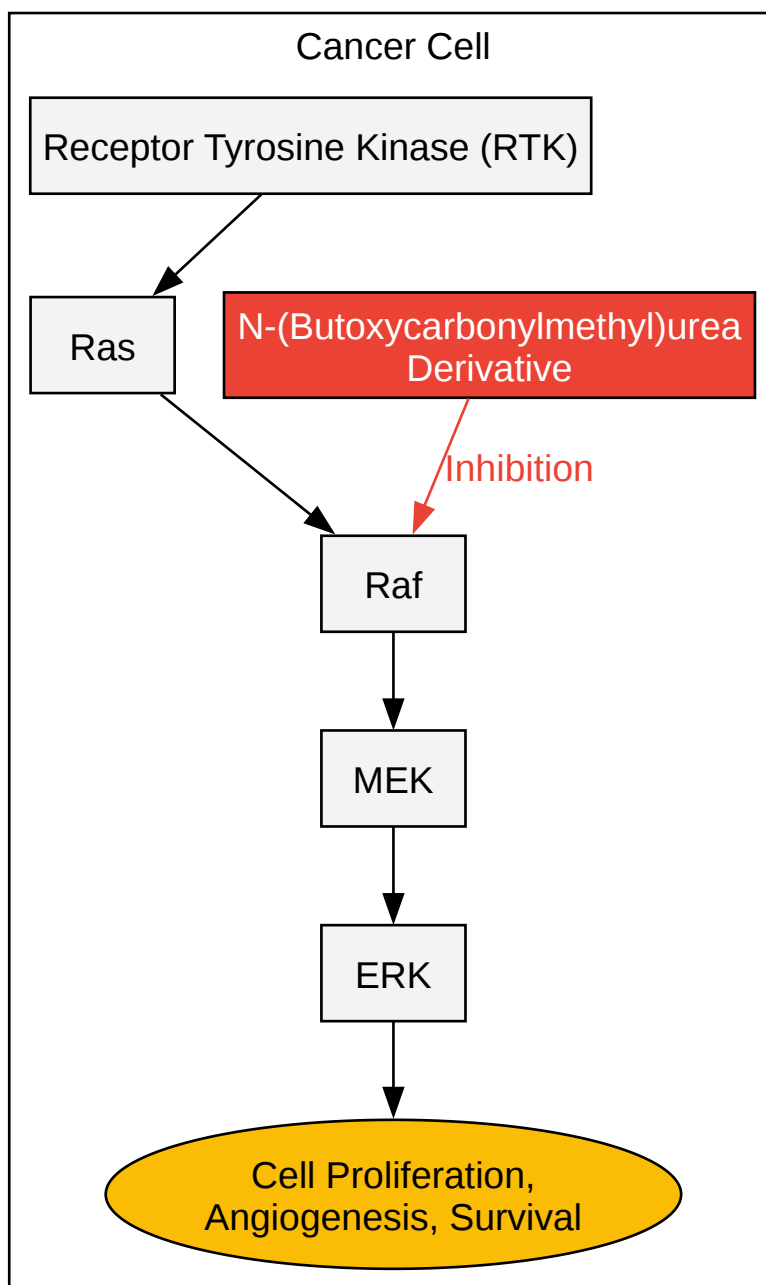 Cancer Cell
Receptor Tyrosine Kinase (RTK)
Ras
N-(Butoxycarbonylmethyl)urea
Derivative
Inhibition
Raf
MEK
ERK
Cell Proliferation,
Angiogenesis, Survival